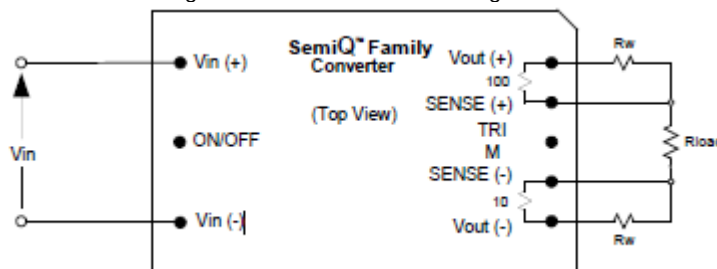 SemiQ™ Family
Converter
(Top View)
Vin
Vin (+)
ON/OFF
Vin (-)
Vout (+)
100
SENSE (+)
TRI
M
SENSE (-)
10
Vout (-)
Rw
Rload
Rw